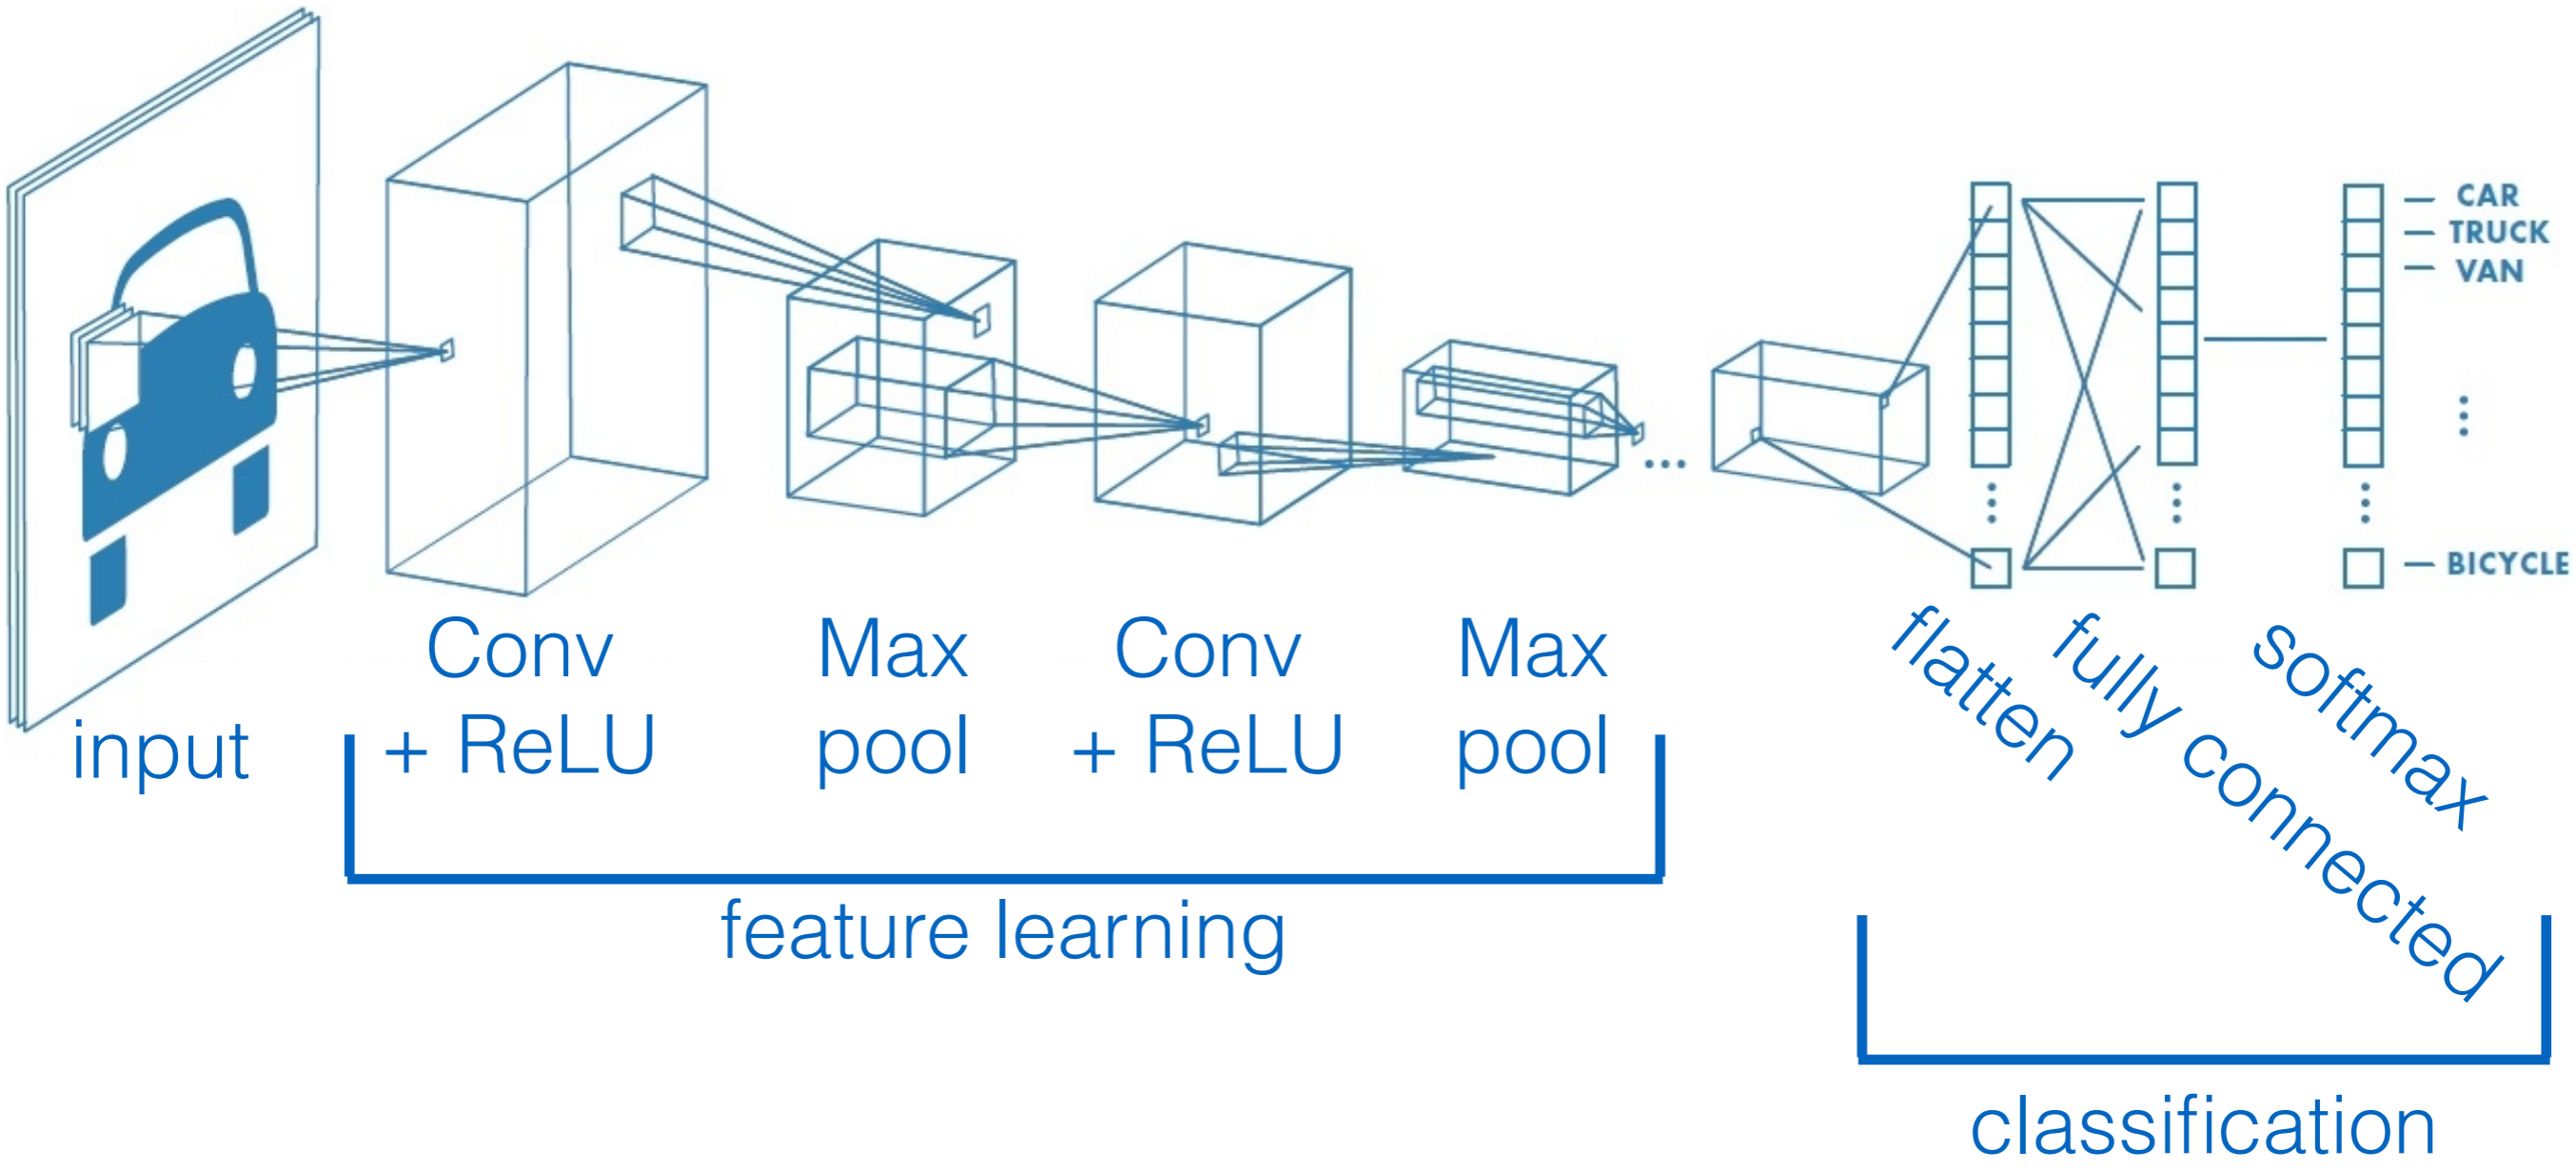 CAR
TRUCK
VAN
BICYCLE
input
Conv
+ ReLU
Max
pool
Conv
+ ReLU
Max
pool
flatten
fully connected
softmax
feature learning
classification